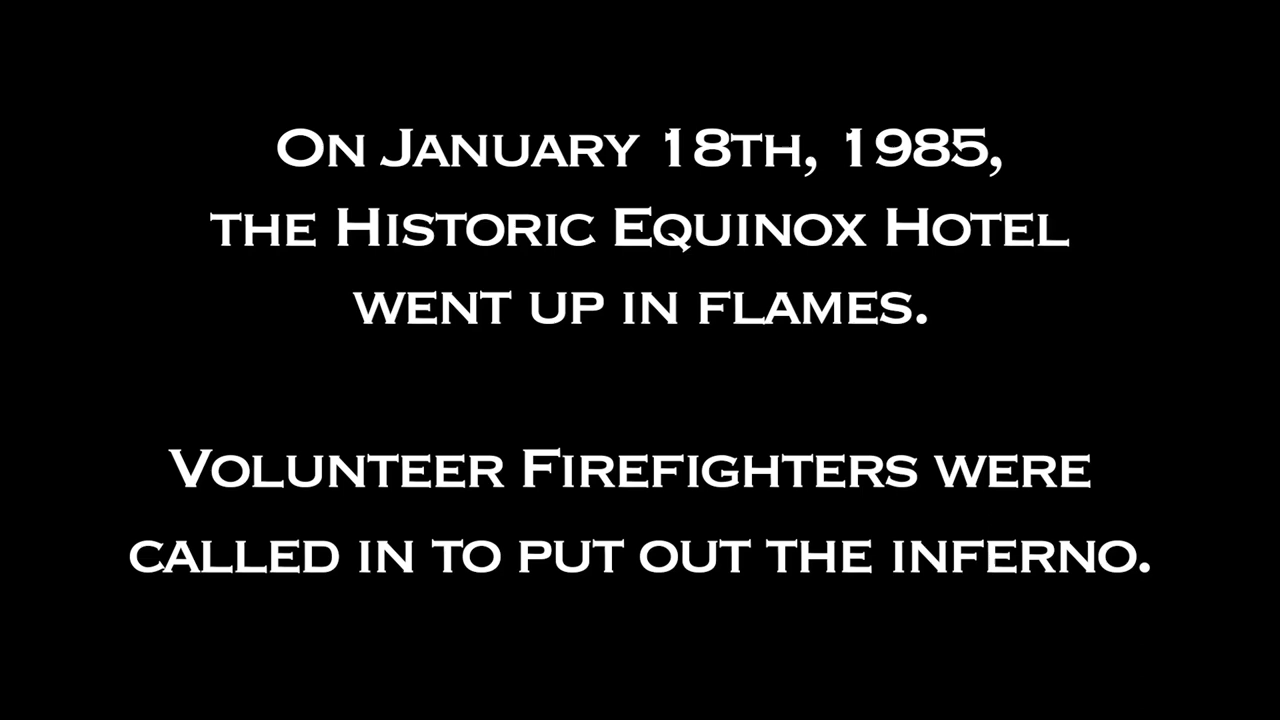 On January 18th, 1985,
the Historic Equinox Hotel
went up in flames.
Volunteer Firefighters were
called in to put out the inferno.